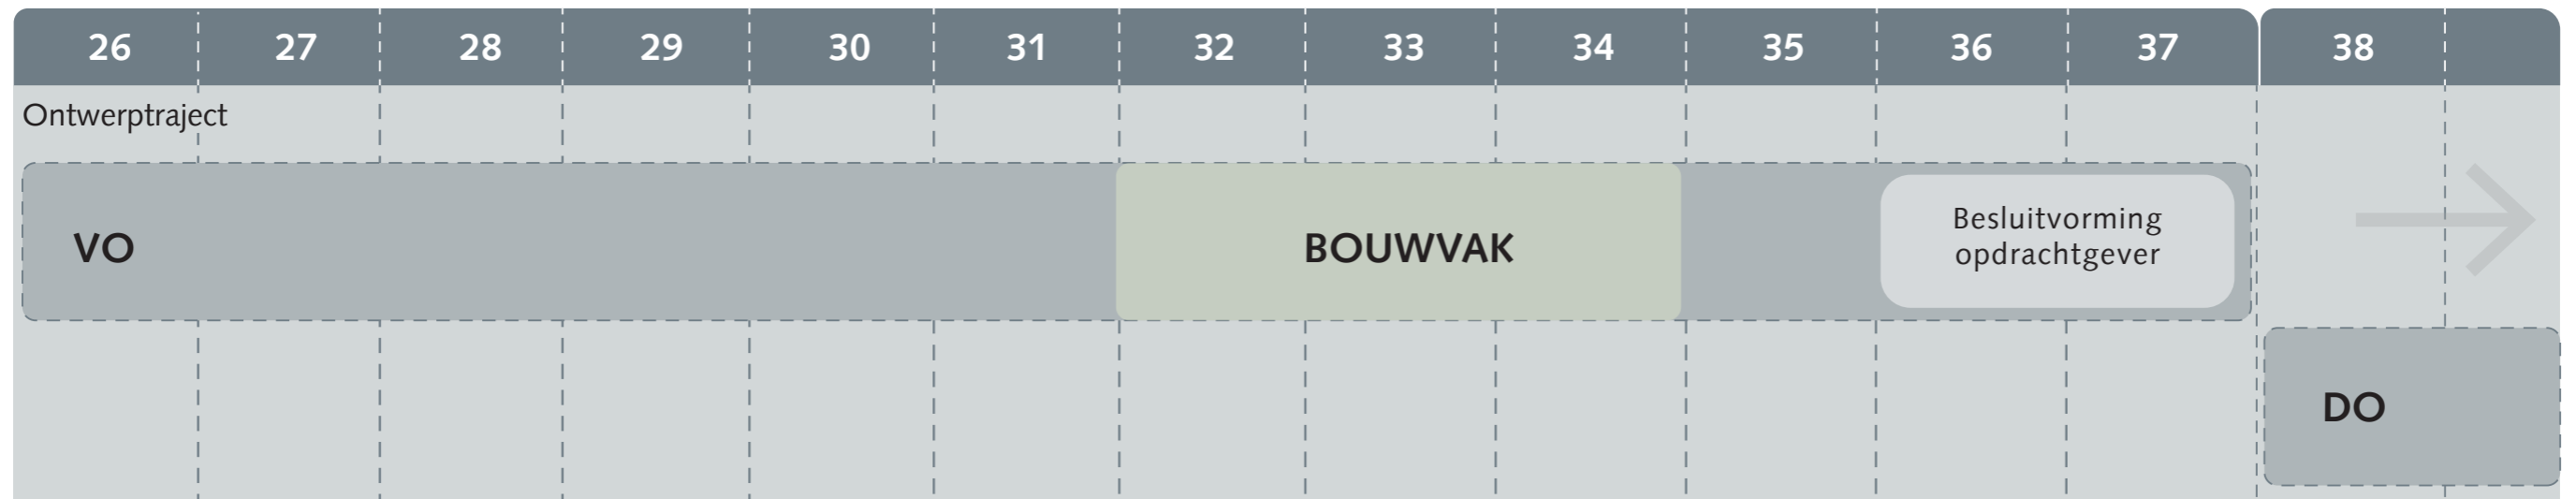 26 27 28 29 30 31 32 33 34 35 36 37 38
Ontwerptraject
VO
BOUWVAK
Besluitvorming
opdrachtgever
DO